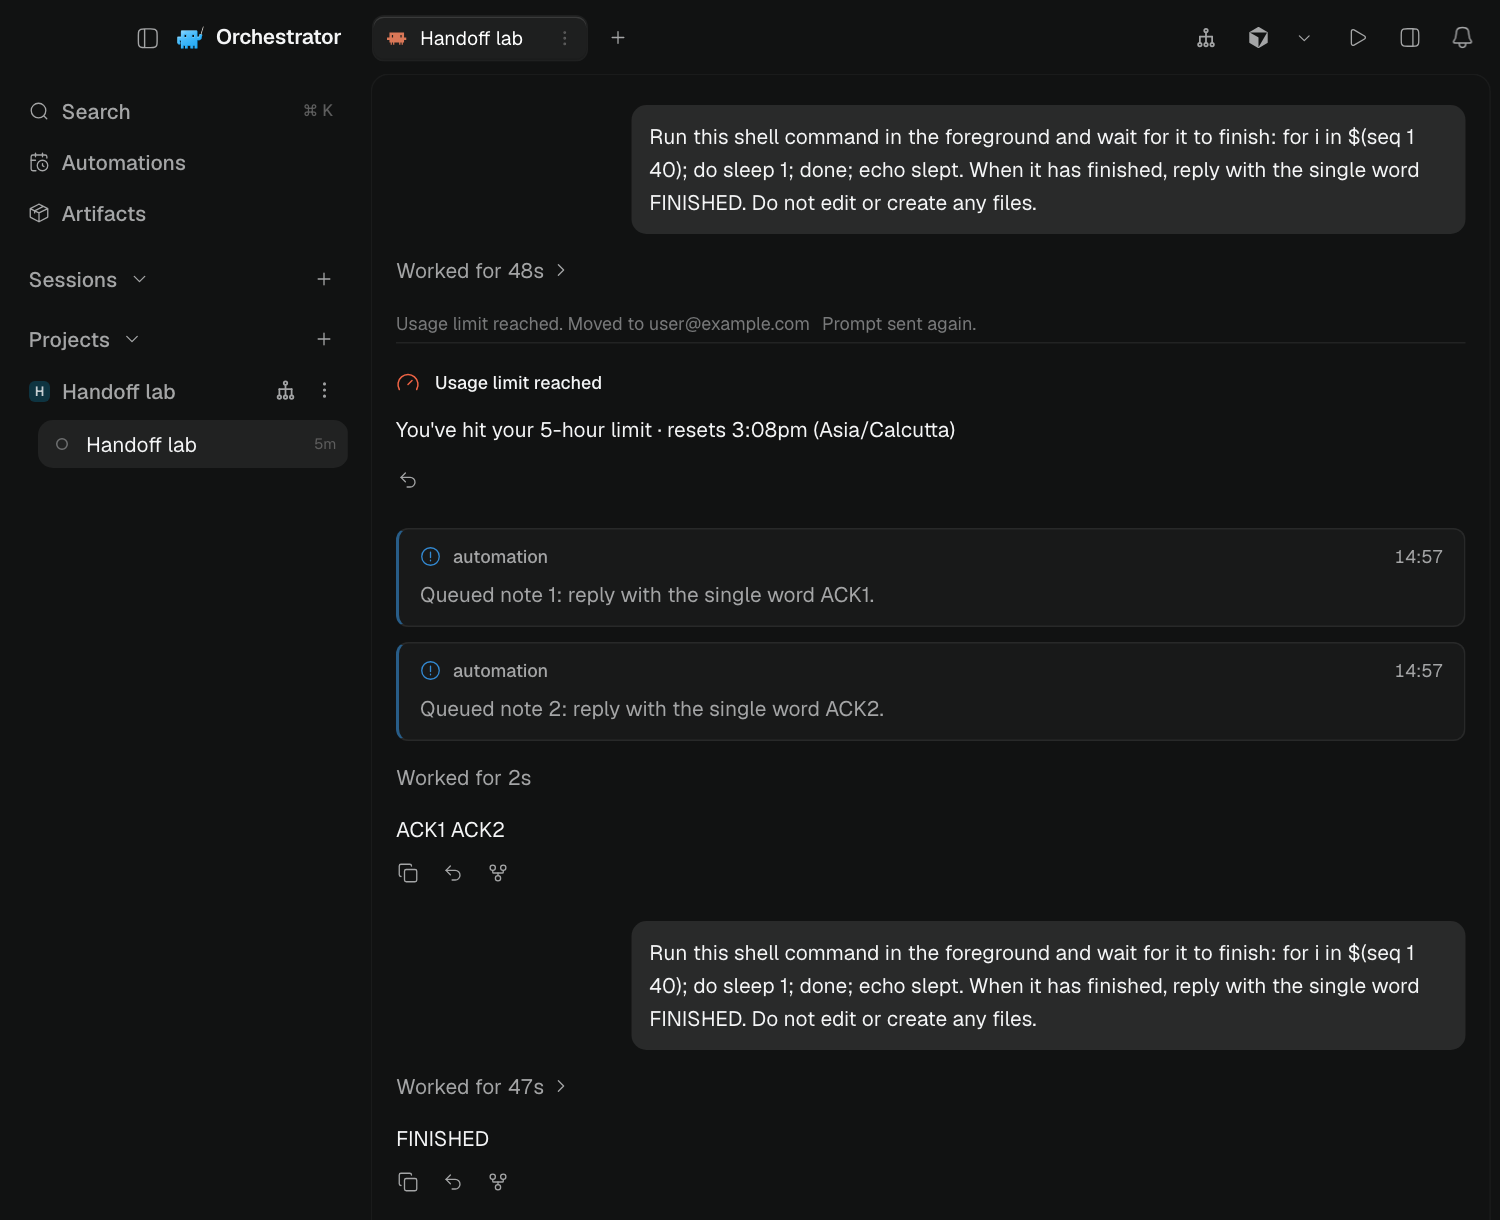 Orchestrator
Handoff lab
Search
⌘ K
Automations
Artifacts
Sessions
Projects
H
Handoff lab
Handoff lab
5m
Run this shell command in the foreground and wait for it to finish: for i in $(seq 1
40); do sleep 1; done; echo slept. When it has finished, reply with the single word
FINISHED. Do not edit or create any files.
Worked for 48s
Usage limit reached. Moved to user@example.com Prompt sent again.
Usage limit reached
You've hit your 5-hour limit · resets 3:08pm (Asia/Calcutta)
automation
14:57
Queued note 1: reply with the single word ACK1.
automation
14:57
Queued note 2: reply with the single word ACK2.
Worked for 2s
ACK1 ACK2
Run this shell command in the foreground and wait for it to finish: for i in $(seq 1
40); do sleep 1; done; echo slept. When it has finished, reply with the single word
FINISHED. Do not edit or create any files.
Worked for 47s
FINISHED